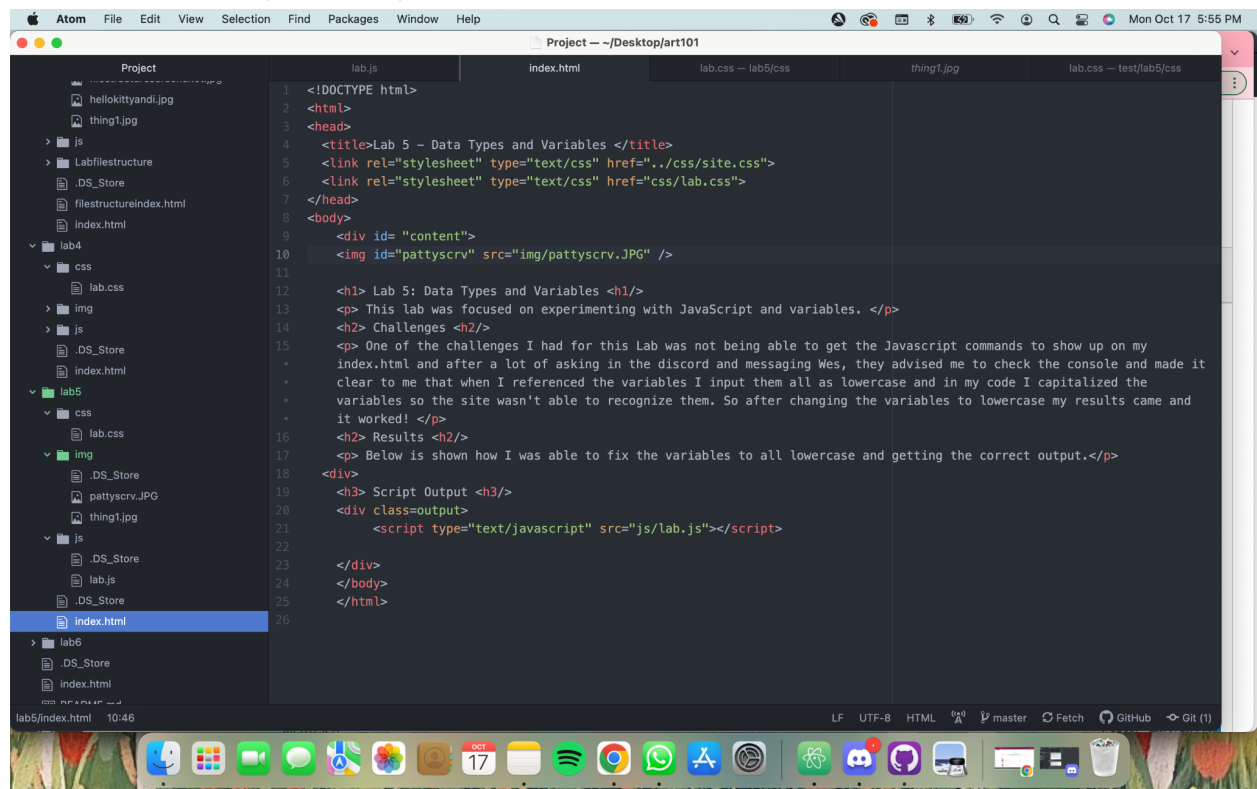 Atom File Edit View Selection Find Packages Window Help Mon Oct 17 5:55 PM
Project — ~/Desktop/art101
Project
hellokittyandi.jpg
thing1.jpg
js
Labfilestructure
.DS_Store
filestructureindex.html
index.html
lab4
css
lab.css
img
js
.DS_Store
index.html
lab5
css
lab.css
img
.DS_Store
pattyscrv.JPG
thing1.jpg
js
.DS_Store
lab.js
.DS_Store
index.html
lab6
.DS_Store
index.html
README.md
lab.js index.html lab.css — lab5/css thing1.jpg lab.css — test/lab5/css
1 <!DOCTYPE html>
2 <html>
3 <head>
4 <title>Lab 5 – Data Types and Variables </title>
5 <link rel="stylesheet" type="text/css" href="../css/site.css">
6 <link rel="stylesheet" type="text/css" href="css/lab.css">
7 </head>
8 <body>
9 <div id= "content">
10 <img id="pattyscrv" src="img/pattyscrv.JPG" />
11
12 <h1> Lab 5: Data Types and Variables <h1/>
13 <p> This lab was focused on experimenting with JavaScript and variables. </p>
14 <h2> Challenges <h2/>
15 <p> One of the challenges I had for this Lab was not being able to get the Javascript commands to show up on my
• index.html and after a lot of asking in the discord and messaging Wes, they advised me to check the console and made it
• clear to me that when I referenced the variables I input them all as lowercase and in my code I capitalized the
• variables so the site wasn't able to recognize them. So after changing the variables to lowercase my results came and
• it worked! </p>
16 <h2> Results <h2/>
17 <p> Below is shown how I was able to fix the variables to all lowercase and getting the correct output.</p>
18 <div>
19 <h3> Script Output <h3/>
20 <div class=output>
21 <script type="text/javascript" src="js/lab.js"></script>
22
23 </div>
24 </body>
25 </html>
26
lab5/index.html 10:46 LF UTF-8 HTML master Fetch GitHub Git (1)
OCT
17